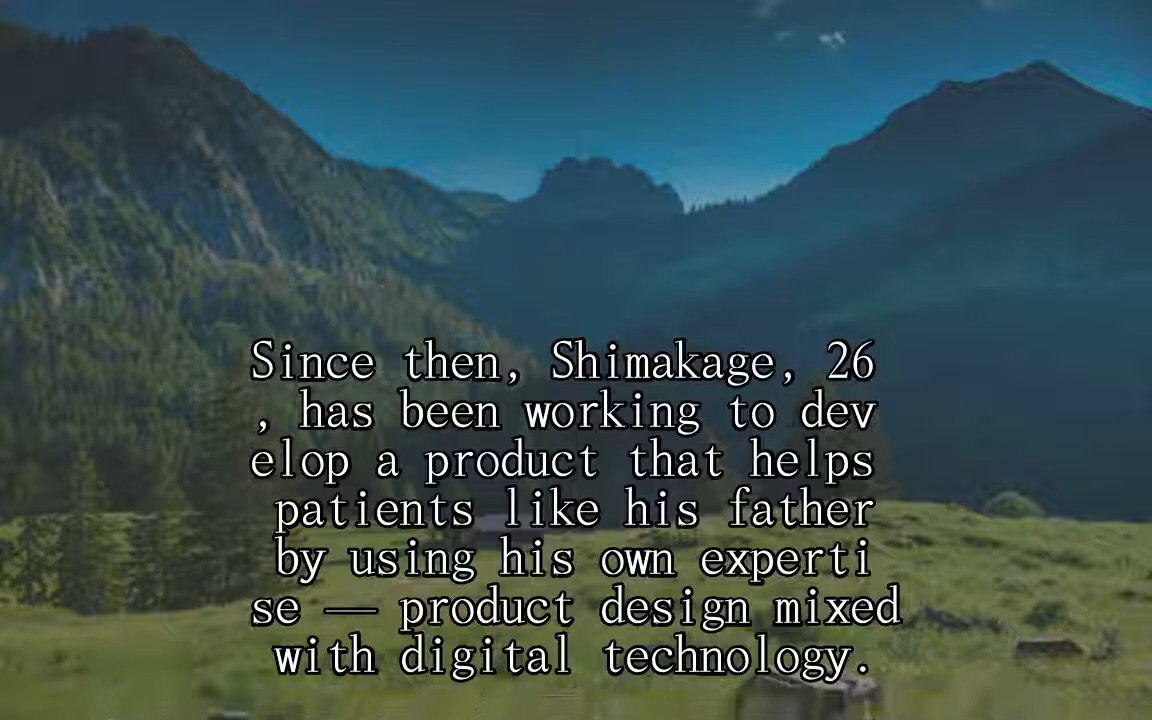 Since then, Shimakage, 26
, has been working to dev
elop a product that helps
patients like his father
by using his own experti
se — product design mixed
with digital technology.